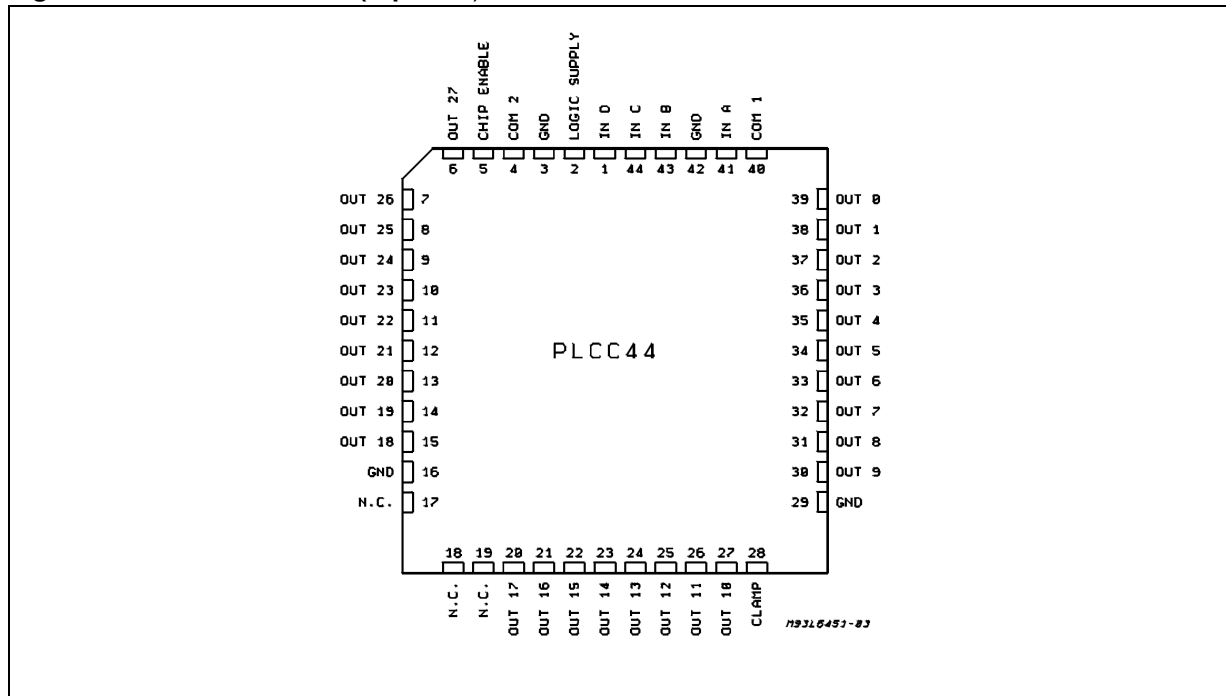 OUT 27
CHIP ENABLE
COM 2
GND
LOGIC SUPPLY
IN D
IN C
IN B
GND
IN A
COM 1
6 5 4 3 2 1 44 43 42 41 40
OUT 26 7
OUT 25 8
OUT 24 9
OUT 23 10
OUT 22 11
OUT 21 12
OUT 20 13
OUT 19 14
OUT 18 15
GND 16
N.C. 17
PLCC44
39 OUT 0
38 OUT 1
37 OUT 2
36 OUT 3
35 OUT 4
34 OUT 5
33 OUT 6
32 OUT 7
31 OUT 8
30 OUT 9
29 GND
18 19 20 21 22 23 24 25 26 27 28
N.C.
N.C.
OUT 17
OUT 16
OUT 15
OUT 14
OUT 13
OUT 12
OUT 11
OUT 10
CLAMP
M93L6451-03